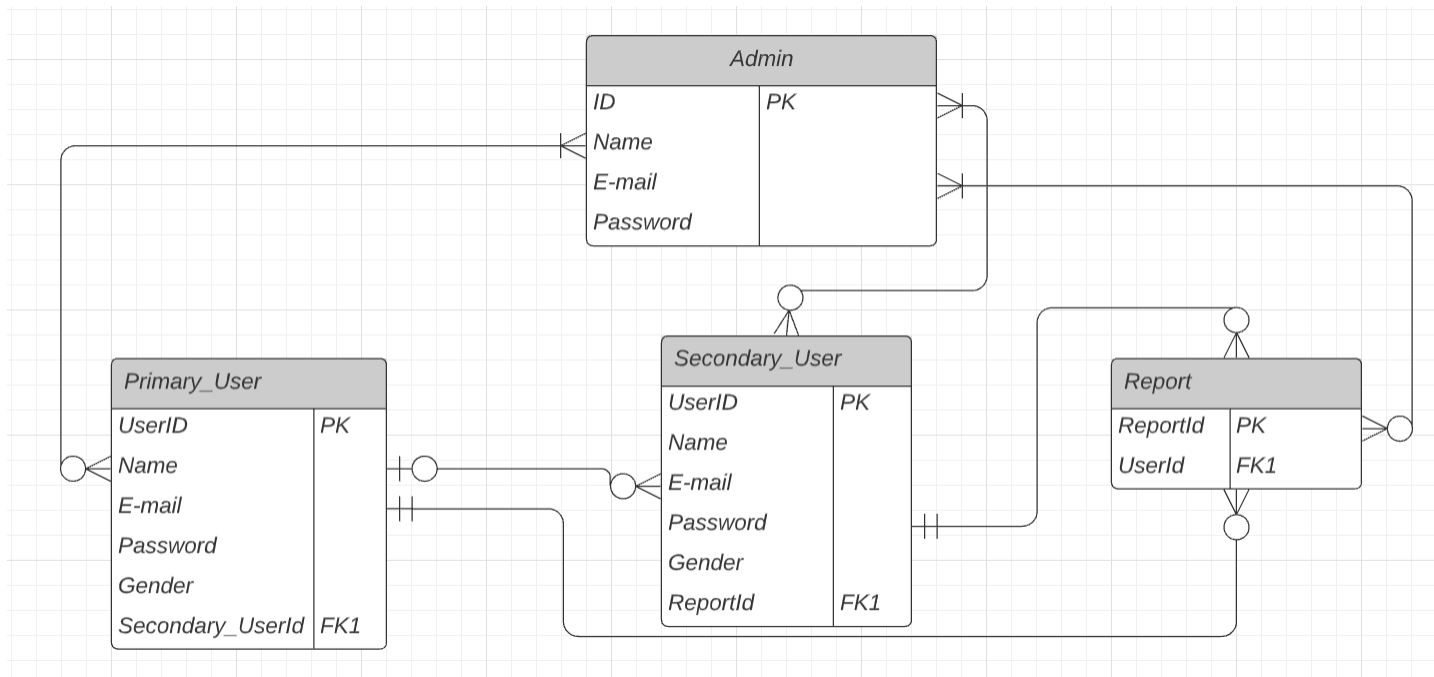 Admin
ID PK
Name
E-mail
Password
Primary_User
UserID PK
Name
E-mail
Password
Gender
Secondary_UserId FK1
Secondary_User
UserID PK
Name
E-mail
Password
Gender
ReportId FK1
Report
ReportId PK
UserId FK1